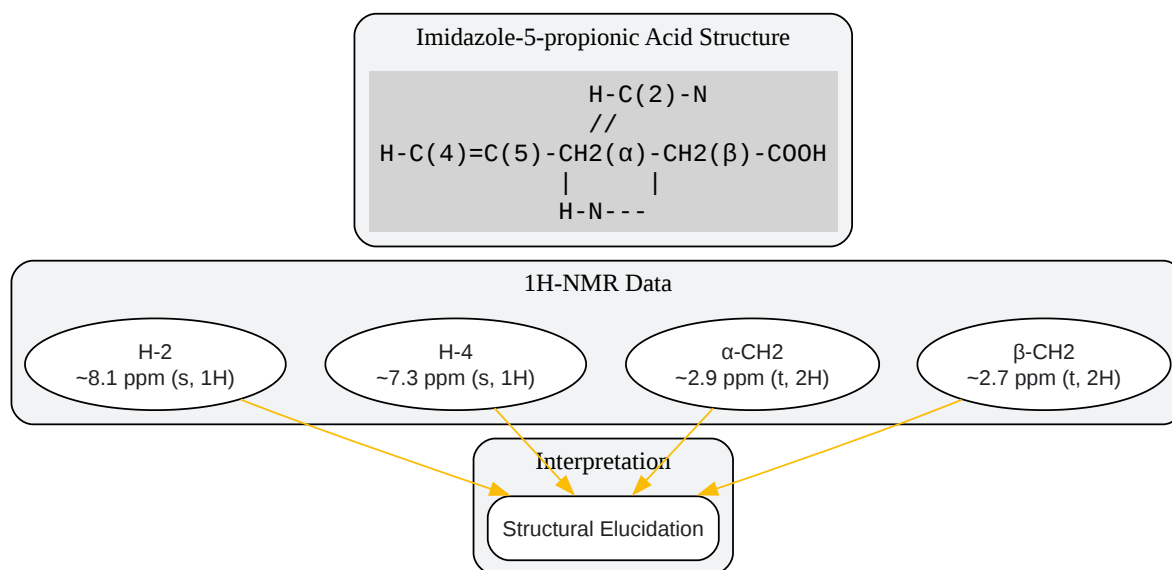 Imidazole-5-propionic Acid Structure
H-C(2)-N
//
H-C(4)=C(5)-CH2(α)-CH2(β)-COOH
|     |
H-N---
1H-NMR Data
H-2
~8.1 ppm (s, 1H)
H-4
~7.3 ppm (s, 1H)
α-CH2
~2.9 ppm (t, 2H)
β-CH2
~2.7 ppm (t, 2H)
Interpretation
Structural Elucidation